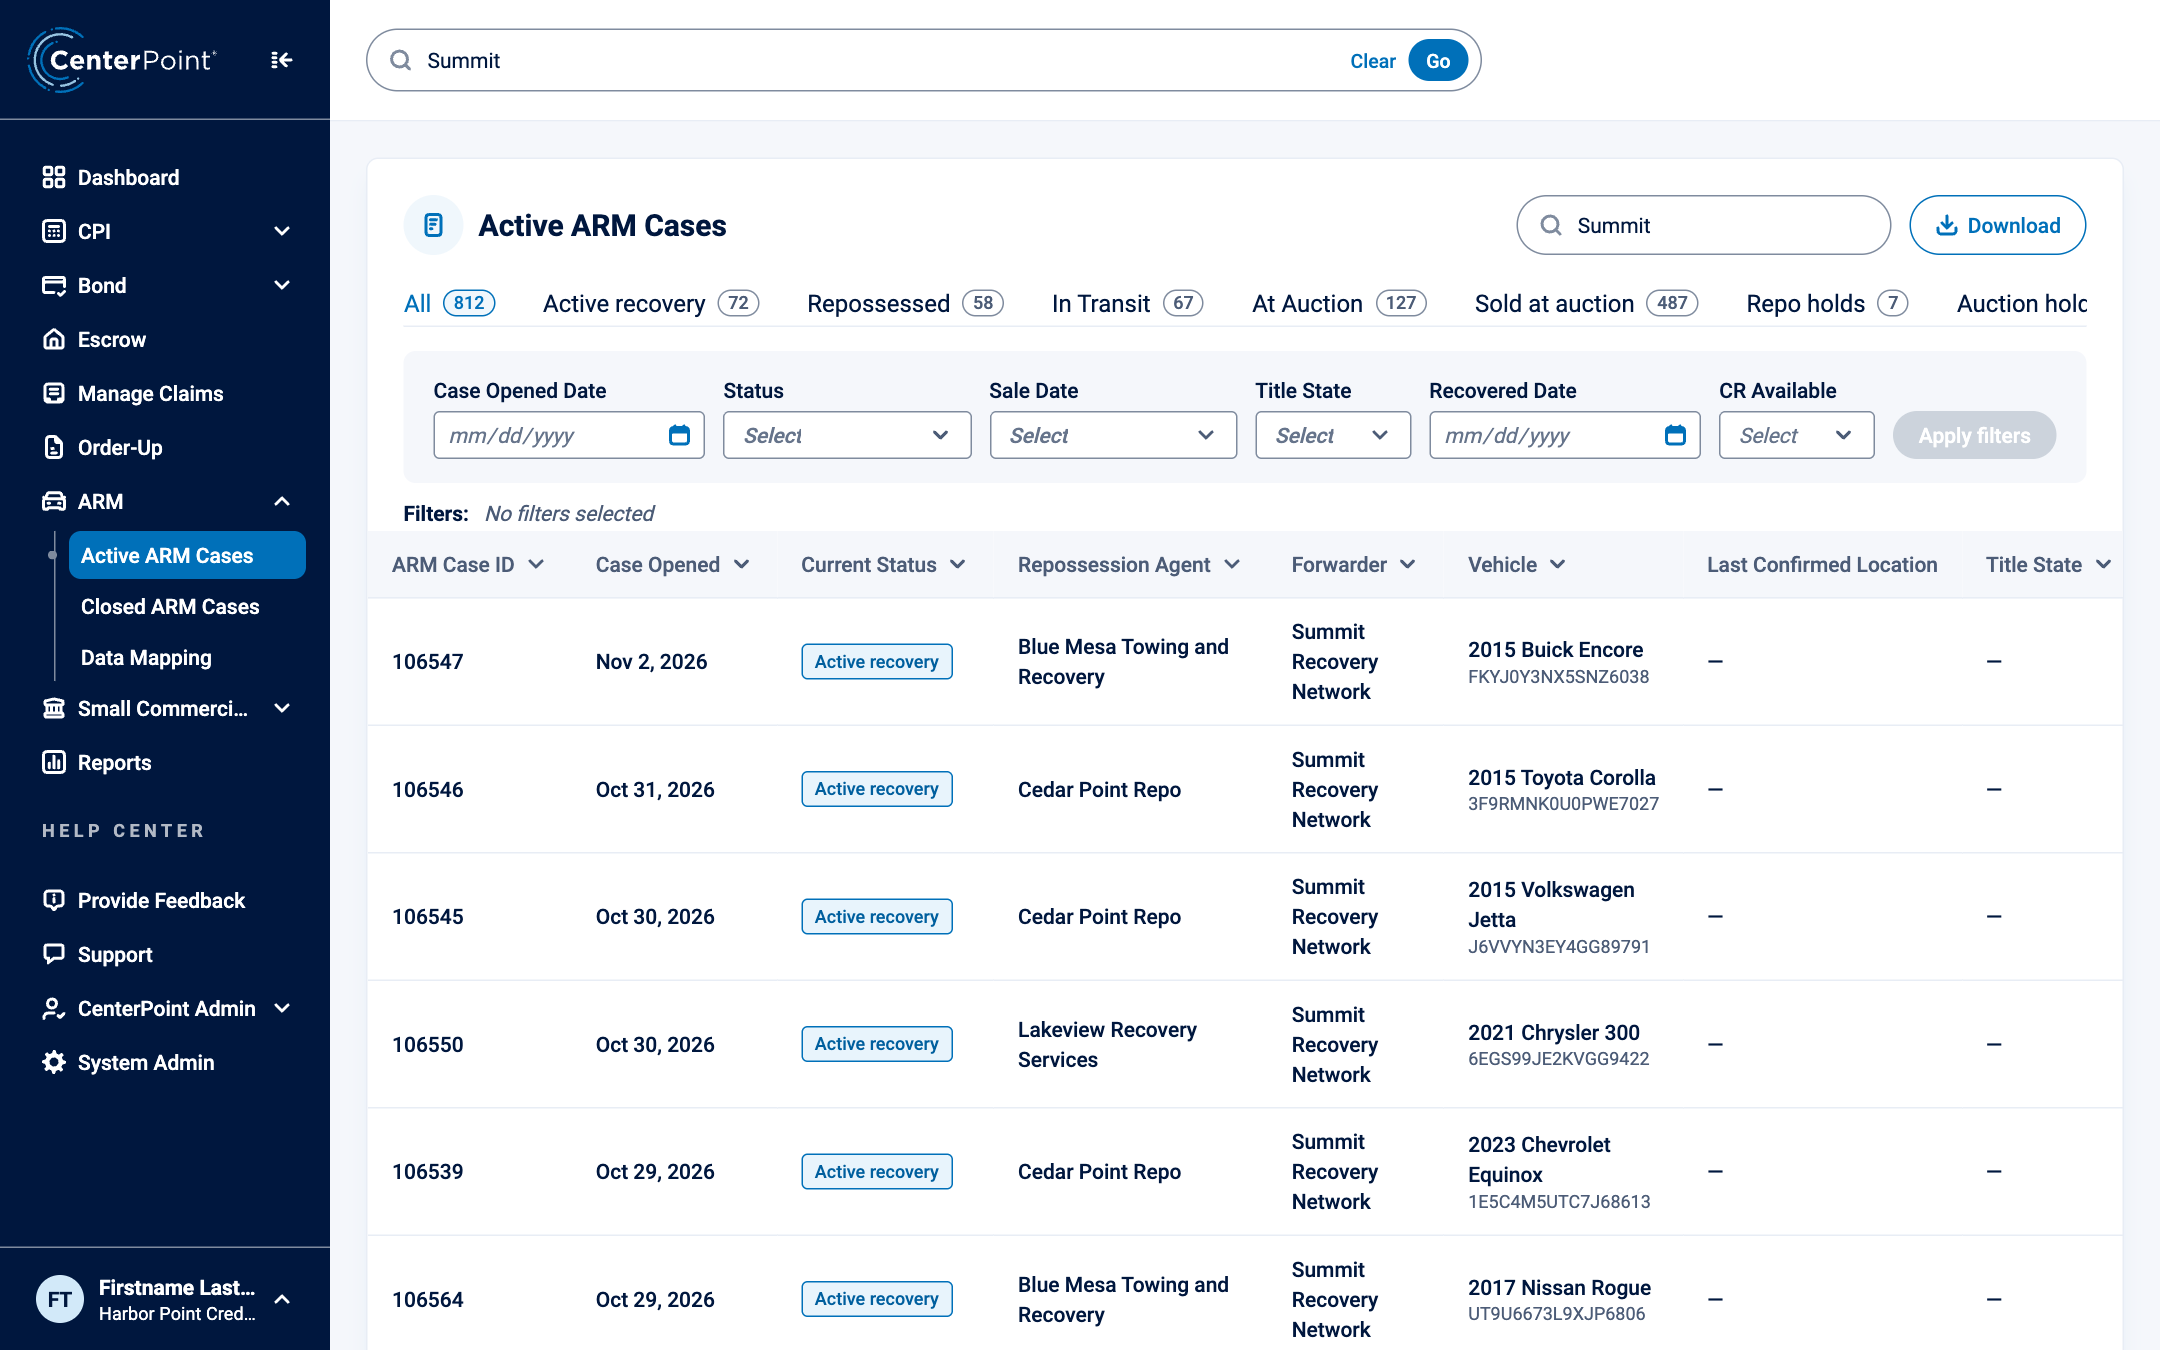 CenterPoint
Summit
Clear
Go
Dashboard
CPI
Bond
Escrow
Manage Claims
Order-Up
ARM
Active ARM Cases
Closed ARM Cases
Data Mapping
Small Commerci...
Reports
HELP CENTER
Provide Feedback
Support
CenterPoint Admin
System Admin
FT
Firstname Last...
Harbor Point Cred...
Active ARM Cases
Summit
Download
All 812
Active recovery 72
Repossessed 58
In Transit 67
At Auction 127
Sold at auction 487
Repo holds 7
Auction hold
Case Opened Date
Status
Sale Date
Title State
Recovered Date
CR Available
mm/dd/yyyy
Select
Select
Select
mm/dd/yyyy
Select
Apply filters
Filters: No filters selected
ARM Case ID
Case Opened
Current Status
Repossession Agent
Forwarder
Vehicle
Last Confirmed Location
Title State
106547
Nov 2, 2026
Active recovery
Blue Mesa Towing and
Recovery
Summit
Recovery
Network
2015 Buick Encore
FKYJ0Y3NX5SNZ6038
—
—
106546
Oct 31, 2026
Active recovery
Cedar Point Repo
Summit
Recovery
Network
2015 Toyota Corolla
3F9RMNK0U0PWE7027
—
—
106545
Oct 30, 2026
Active recovery
Cedar Point Repo
Summit
Recovery
Network
2015 Volkswagen
Jetta
J6VVYN3EY4GG89791
—
—
106550
Oct 30, 2026
Active recovery
Lakeview Recovery
Services
Summit
Recovery
Network
2021 Chrysler 300
6EGS99JE2KVGG9422
—
—
106539
Oct 29, 2026
Active recovery
Cedar Point Repo
Summit
Recovery
Network
2023 Chevrolet
Equinox
1E5C4M5UTC7J68613
—
—
106564
Oct 29, 2026
Active recovery
Blue Mesa Towing and
Recovery
Summit
Recovery
Network
2017 Nissan Rogue
UT9U6673L9XJP6806
—
—